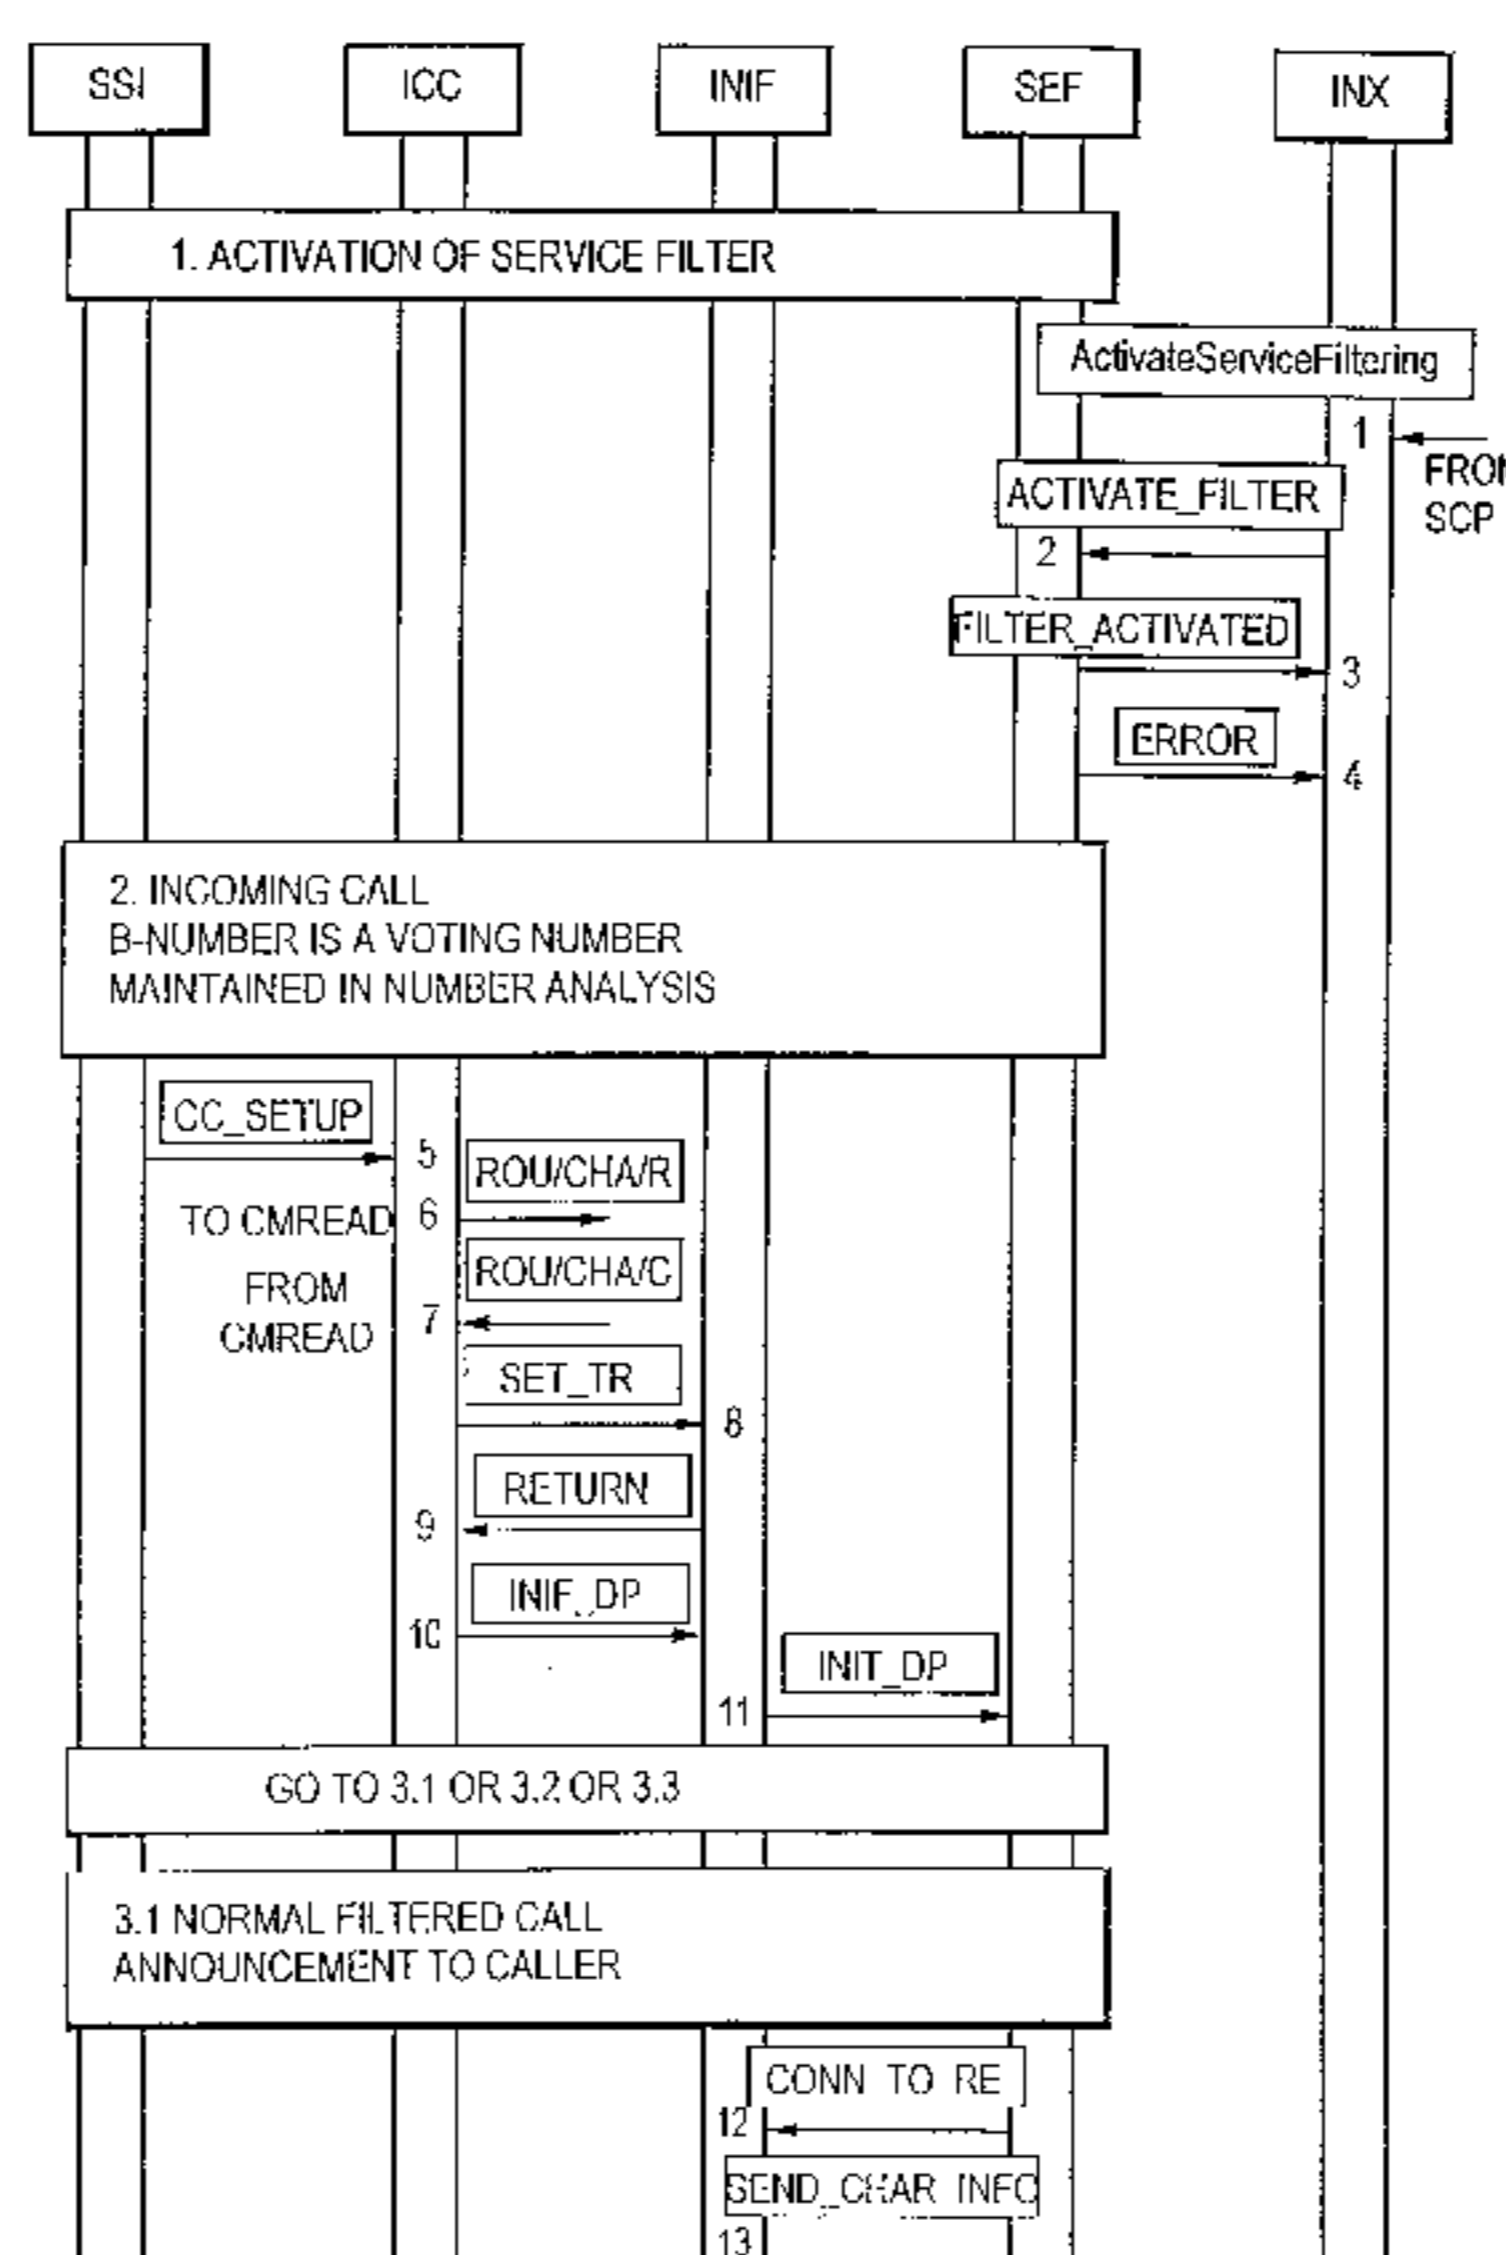 SSI
ICC
INIF
SEF
INX
1. ACTIVATION OF SERVICE FILTER
ActivateServiceFiltering
1
SCP
ACTIVATE_FILTER
2
FILTER_ACTIVATED
3
ERROR
4
2. INCOMING CALL
B-NUMBER IS A VOTING NUMBER
MAINTAINED IN NUMBER ANALYSIS
CC_SETUP
5
ROU/CHA/R
TO CMREAD
6
ROU/CHA/C
FROM
CMREAD
7
SET_TR
8
RETURN
9
INIF_DP
10
INIT_DP
11
GO TO 3.1 OR 3.2 OR 3.3
3.1 NORMAL FILTERED CALL
ANNOUNCEMENT TO CALLER
CONN TO RE
12
SEND_CHAR INFO
13